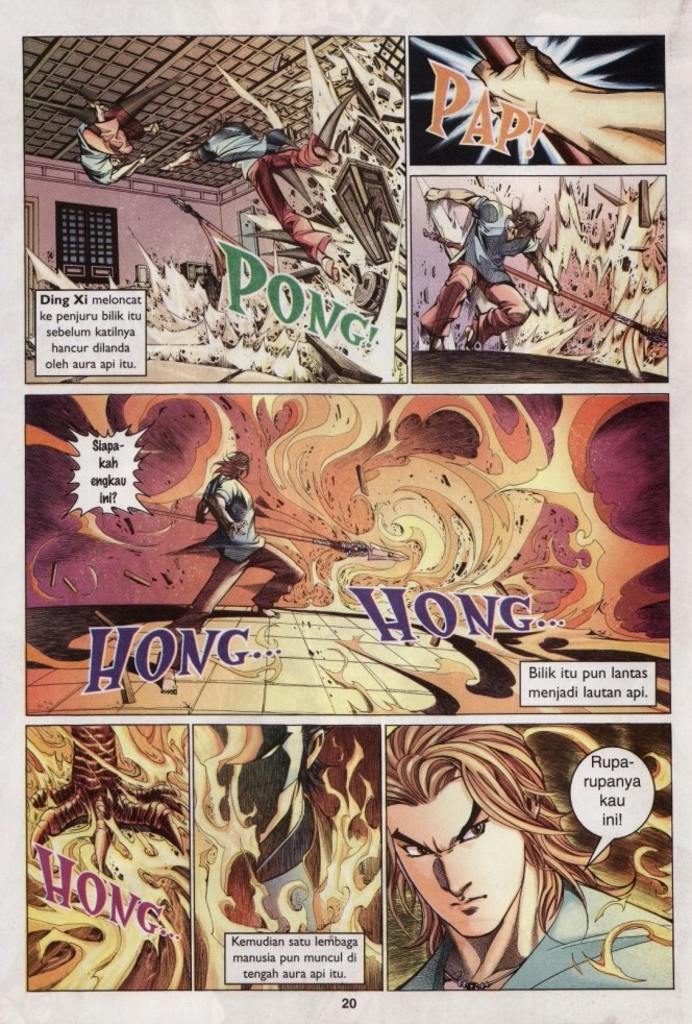 PONG!
Ding Xi meloncat
ke penjuru bilik itu
sebelum katilnya
hancur dilanda
oleh aura api itu.
PAP!
Siapa-
kah
engkau
ini?
HONG...
HONG...
Bilik itu pun lantas
menjadi lautan api.
HONG...
Kemudian satu lembaga
manusia pun muncul di
tengah aura api itu.
Rupa-
rupanya
kau
ini!
20